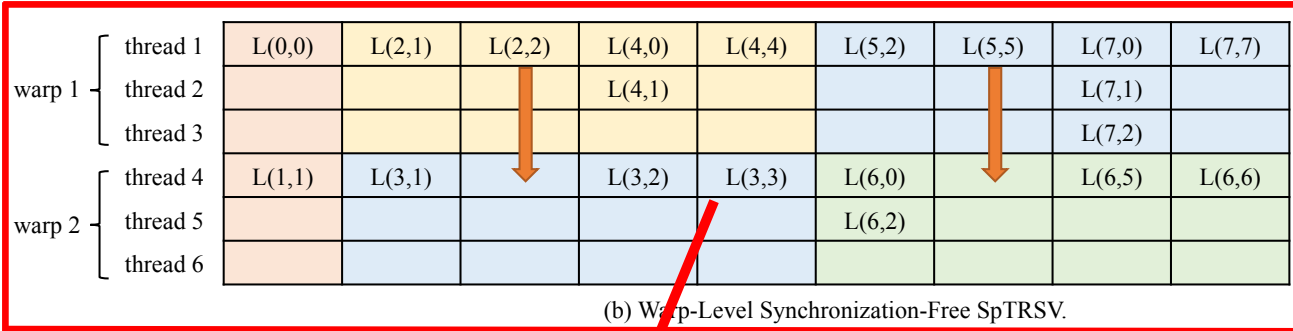 thread 1 L(0,0) L(2,1) L(2,2) L(4,0) L(4,4) L(5,2) L(5,5) L(7,0) L(7,7)
warp 1 thread 2 L(4,1) L(7,1)
thread 3 L(7,2)
thread 4 L(1,1) L(3,1) L(3,2) L(3,3) L(6,0) L(6,5) L(6,6)
warp 2 thread 5 L(6,2)
thread 6
(b) Warp-Level Synchronization-Free SpTRSV.